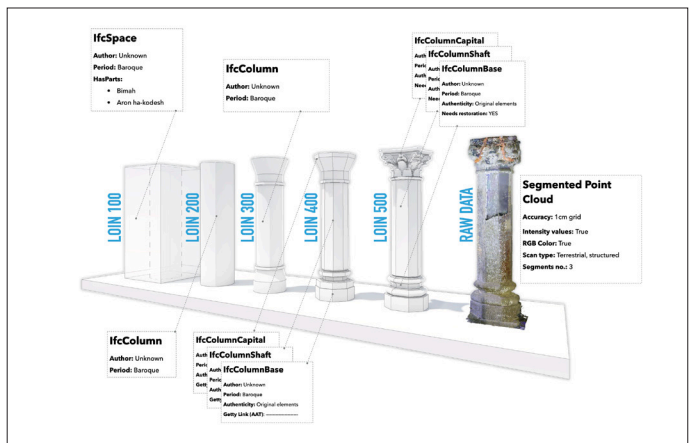 IfcSpace
Author: Unknown
Period: Baroque
HasParts:
• Bimah
• Aron ha-kodesh
IfcColumn
Author: Unknown
Period: Baroque
IfcColumnCapital
IfcColumnShaft
IfcColumnBase
Author: Unknown
Period: Baroque
Authenticity: Original elements
Needs restoration: YES
LOIN 100
LOIN 200
LOIN 300
LOIN 400
LOIN 500
RAW DATA
Segmented Point
Cloud
Accuracy: 1cm grid
Intensity values: True
RGB Color: True
Scan type: Terrestrial, structured
Segments no.: 3
IfcColumn
Author: Unknown
Period: Baroque
IfcColumnCapital
IfcColumnShaft
IfcColumnBase
Author: Unknown
Period: Baroque
Authenticity: Original elements
Getty Link (AAT): -------------------